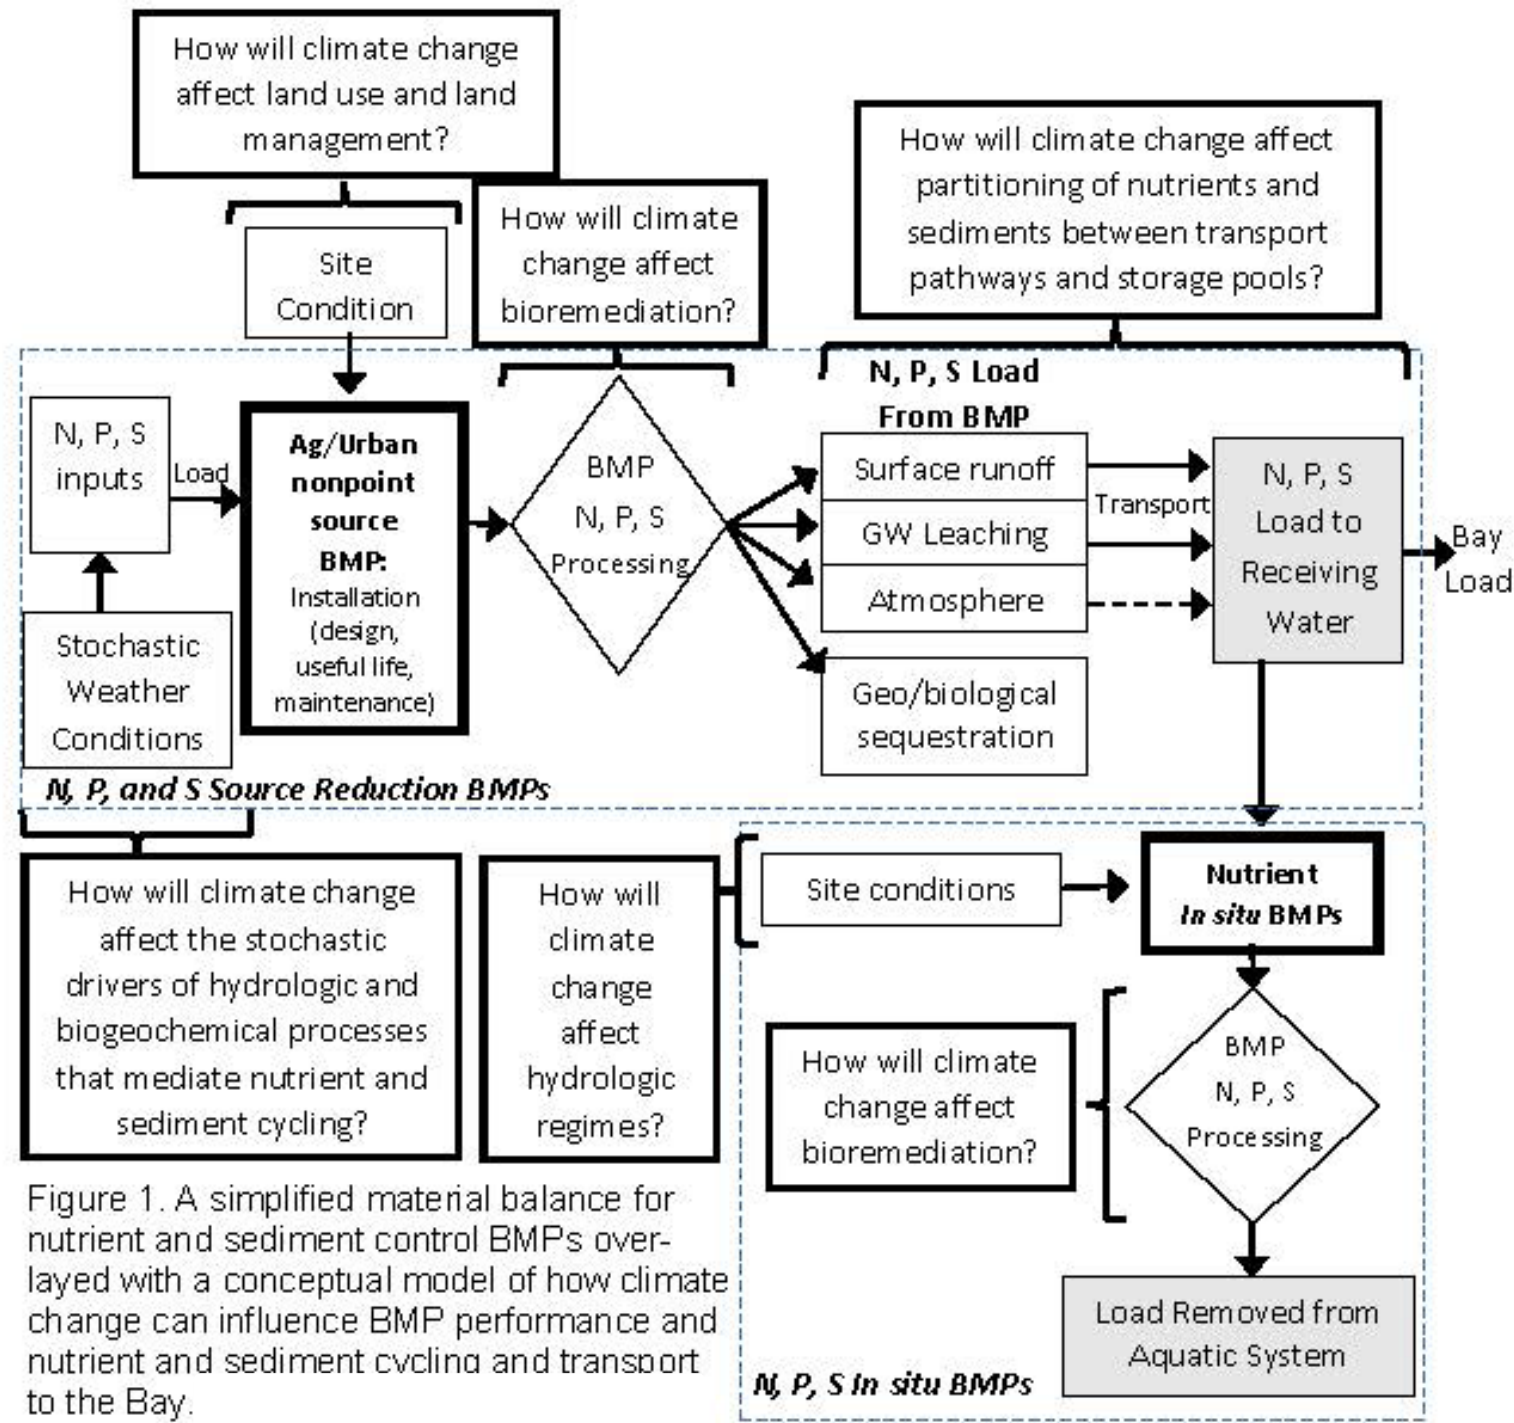 How will climate change
affect land use and land
management?
How will climate change affect
partitioning of nutrients and
sediments between transport
pathways and storage pools?
How will climate
change affect
bioremediation?
Site
Condition
N, P, S
inputs
Load
Stochastic
Weather
Conditions
Ag/Urban
nonpoint
source
BMP:
Installation
(design,
useful life,
maintenance)
BMP
N, P, S
Processing
N, P, S Load
From BMP
Surface runoff
GW Leaching
Atmosphere
Geo/biological
sequestration
Transport
N, P, S
Load to
Receiving
Water
Bay
Load
N, P, and S Source Reduction BMPs
How will climate change
affect the stochastic
drivers of hydrologic and
biogeochemical processes
that mediate nutrient and
sediment cycling?
How will
climate
change
affect
hydrologic
regimes?
Site conditions
Nutrient
In situ BMPs
How will climate
change affect
bioremediation?
BMP
N, P, S
Processing
Load Removed from
Aquatic System
N, P, S In situ BMPs
Figure 1. A simplified material balance for
nutrient and sediment control BMPs over-
layed with a conceptual model of how climate
change can influence BMP performance and
nutrient and sediment cycling and transport
to the Bay.